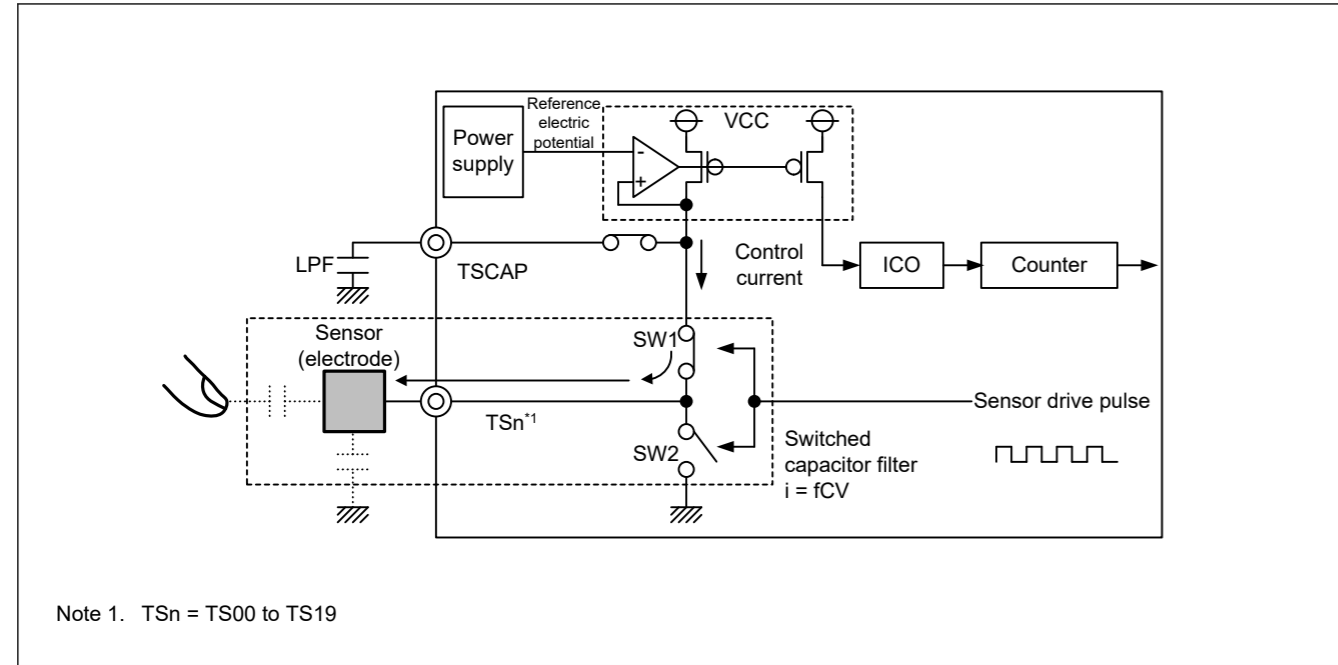 Reference
electric
potential
Power
supply
VCC
-
+
LPF
TSCAP
Control
current
ICO
Counter
Sensor
(electrode)
SW1
TSn*1
Sensor drive pulse
SW2
Switched
capacitor filter
i = fCV
Note 1. TSn = TS00 to TS19